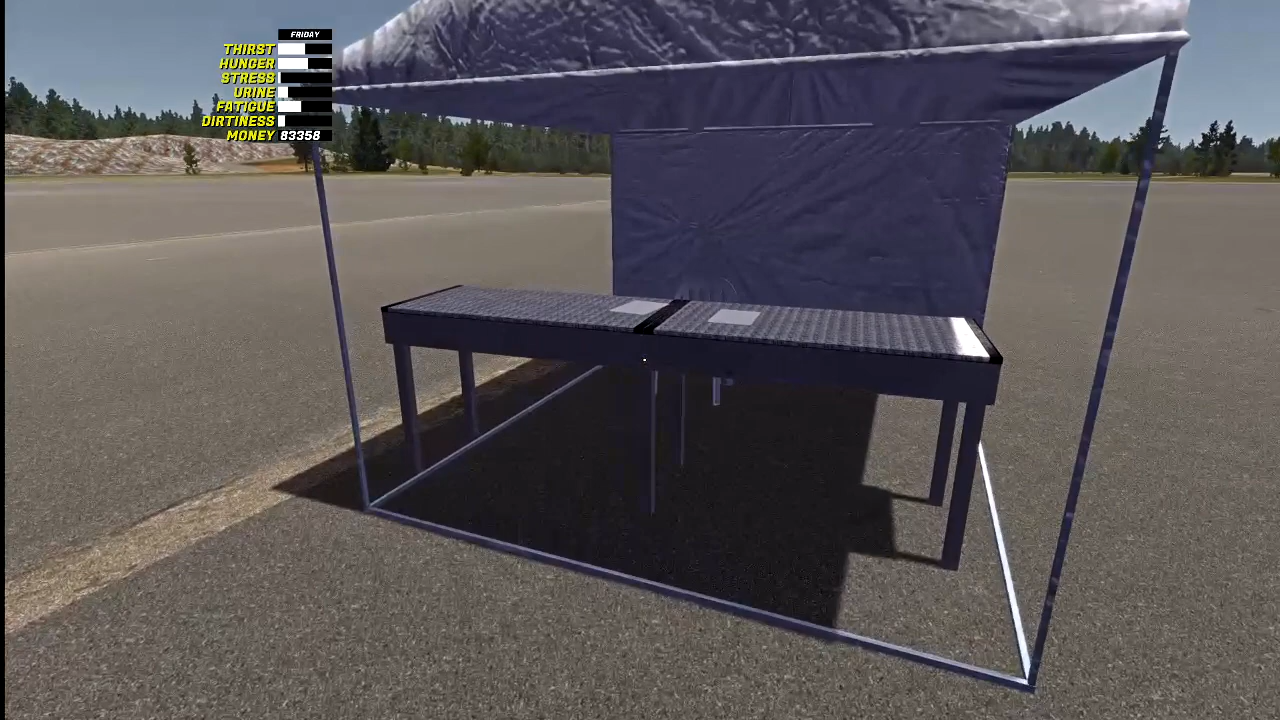 FRIDAY
THIRST
HUNGER
STRESS
URINE
FATIGUE
DIRTINESS
MONEY 83358